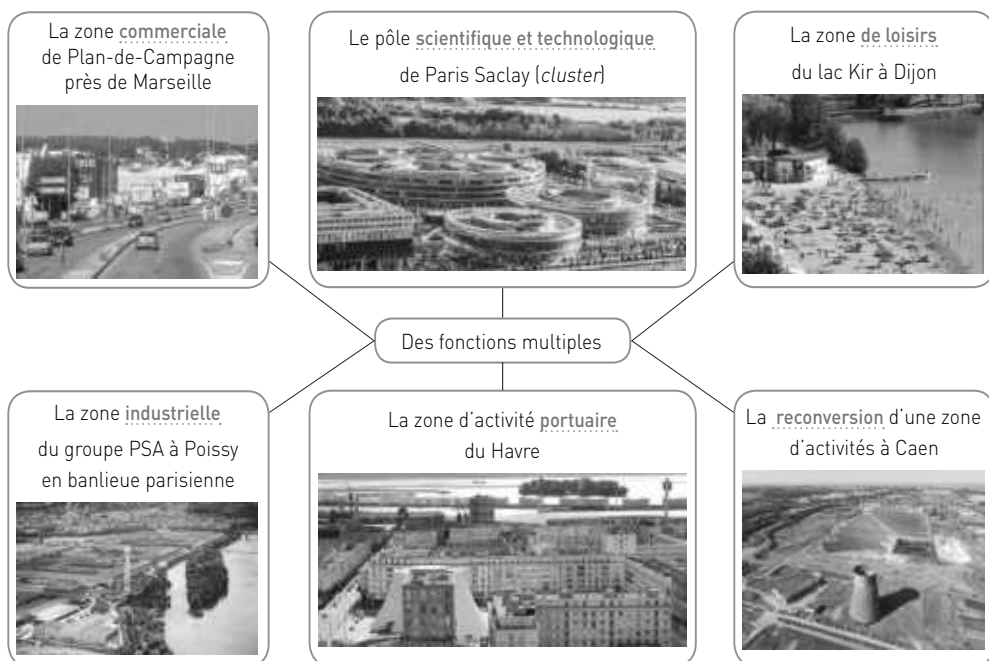 La zone commerciale
de Plan-de-Campagne
près de Marseille
Le pôle scientifique et technologique
de Paris Saclay (cluster)
La zone de loisirs
du lac Kir à Dijon
Des fonctions multiples
La zone industrielle
du groupe PSA à Poissy
en banlieue parisienne
La zone d'activité portuaire
du Havre
La reconversion d'une zone
d'activités à Caen